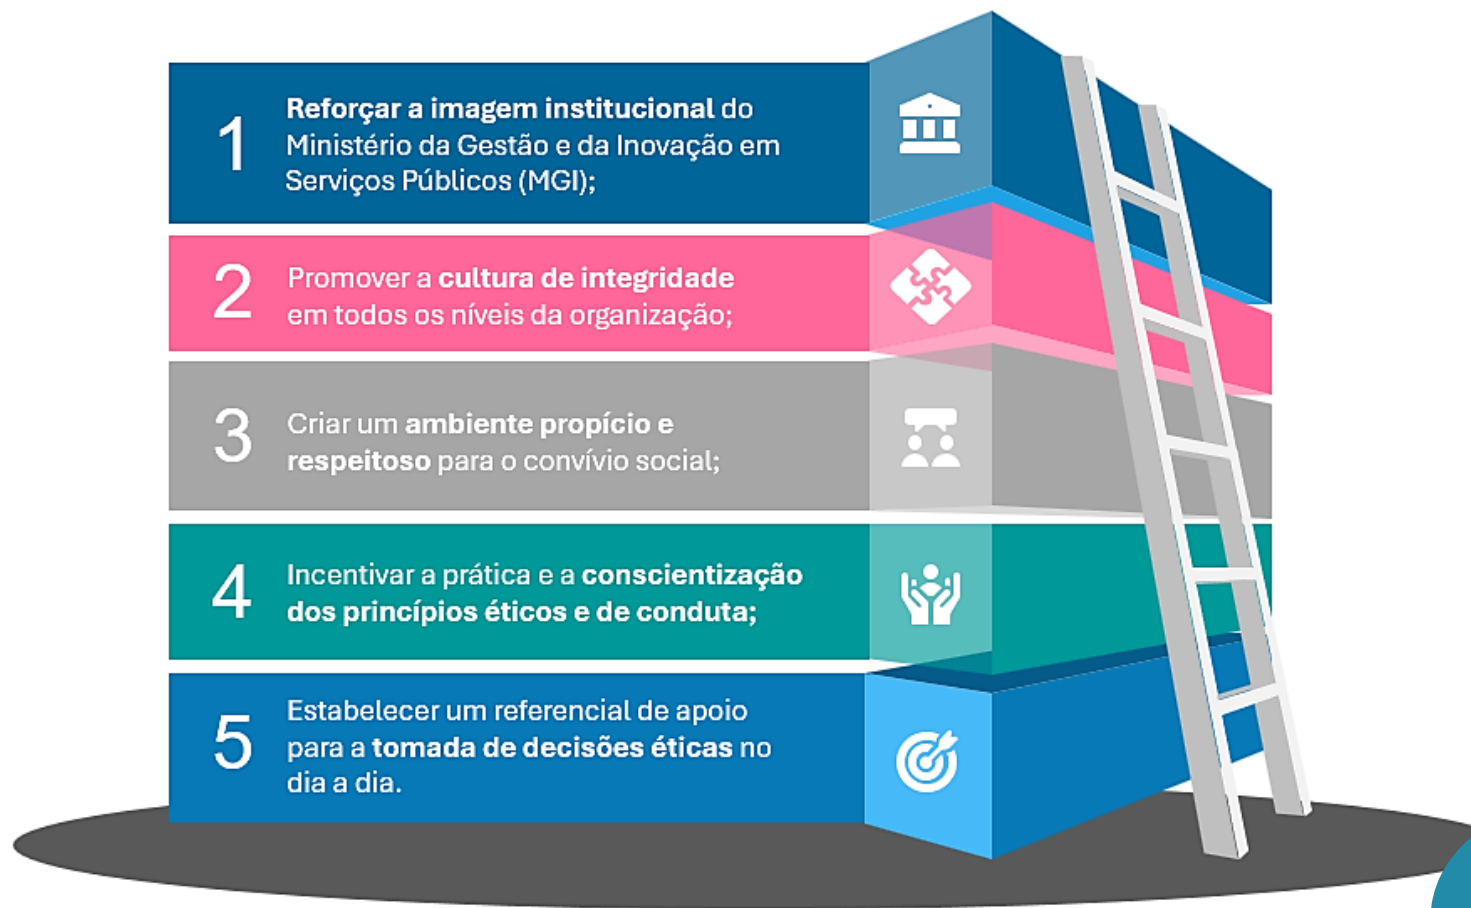 1
Reforçar a imagem institucional do
Ministério da Gestão e da Inovação em
Serviços Públicos (MGI);
2
Promover a cultura de integridade
em todos os níveis da organização;
3
Criar um ambiente propício e
respeitoso para o convívio social;
4
Incentivar a prática e a conscientização
dos princípios éticos e de conduta;
5
Estabelecer um referencial de apoio
para a tomada de decisões éticas no
dia a dia.